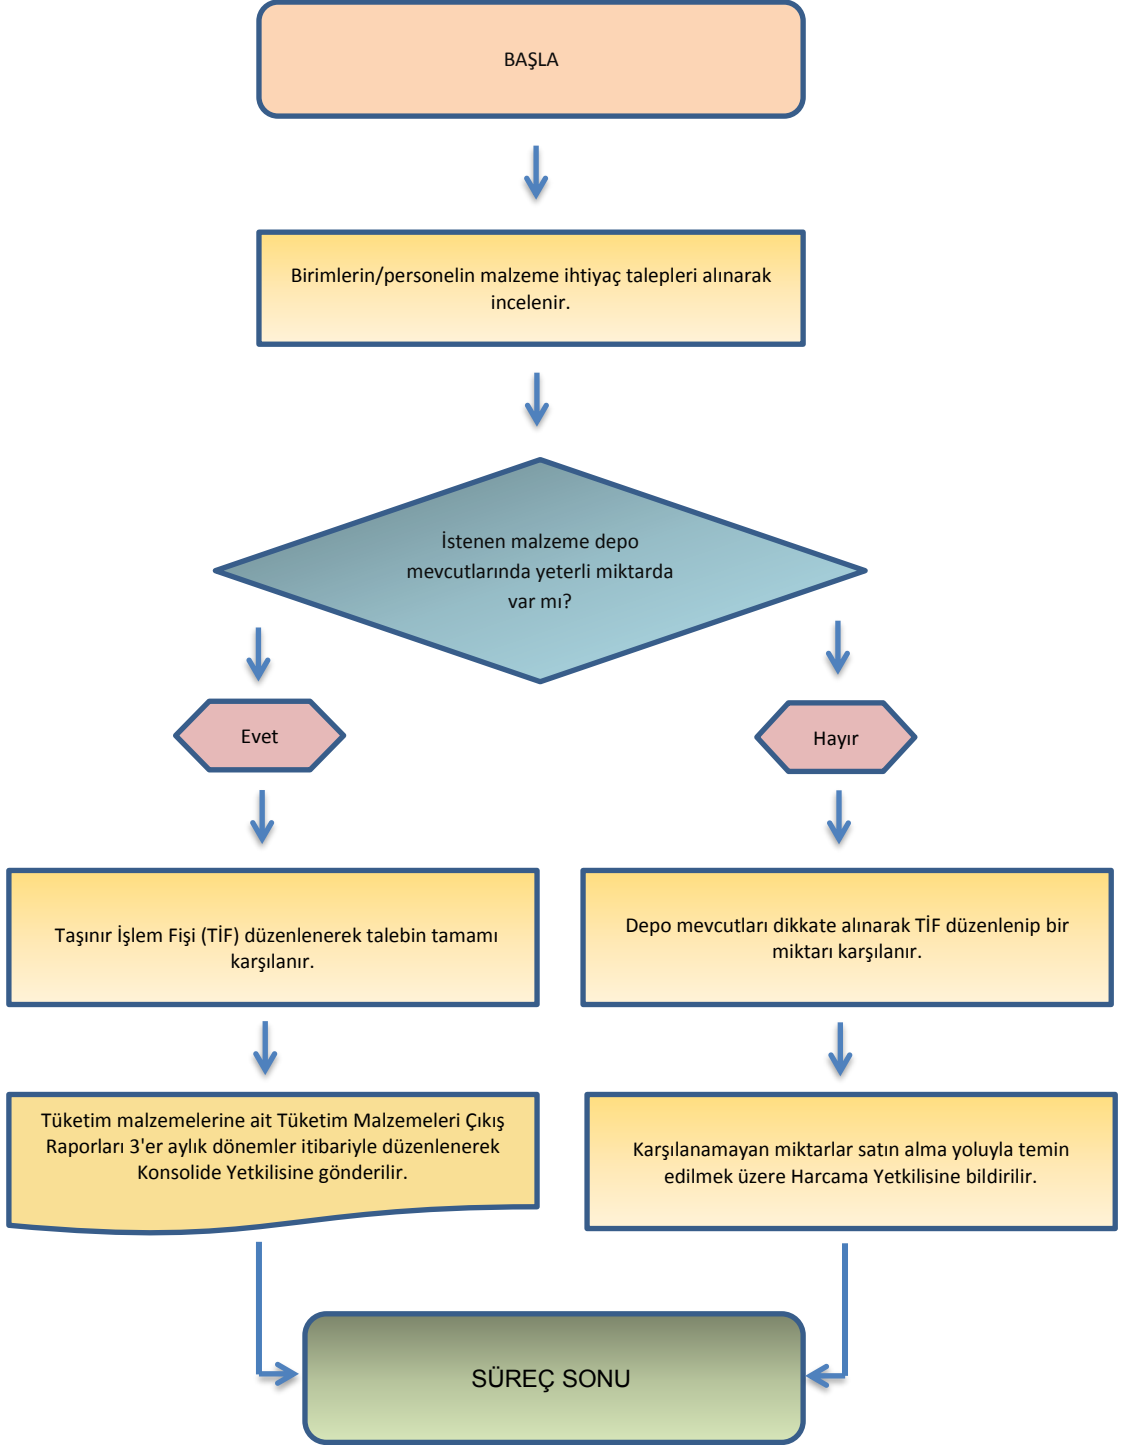 BAŞLA
Birimlerin/personelin malzeme ihtiyaç talepleri alınarak
incelenir.
İstenen malzeme depo
mevcutlarında yeterli miktarda
var mı?
Evet
Hayır
Taşınır İşlem Fişi (TİF) düzenlenerek talebin tamamı
karşılanır.
Depo mevcutları dikkate alınarak TİF düzenlenip bir
miktarı karşılanır.
Tüketim malzemelerine ait Tüketim Malzemeleri Çıkış
Raporları 3'er aylık dönemler itibariyle düzenlenerek
Konsolide Yetkilisine gönderilir.
Karşılanamayan miktarlar satın alma yoluyla temin
edilmek üzere Harcama Yetkilisine bildirilir.
SÜREÇ SONU